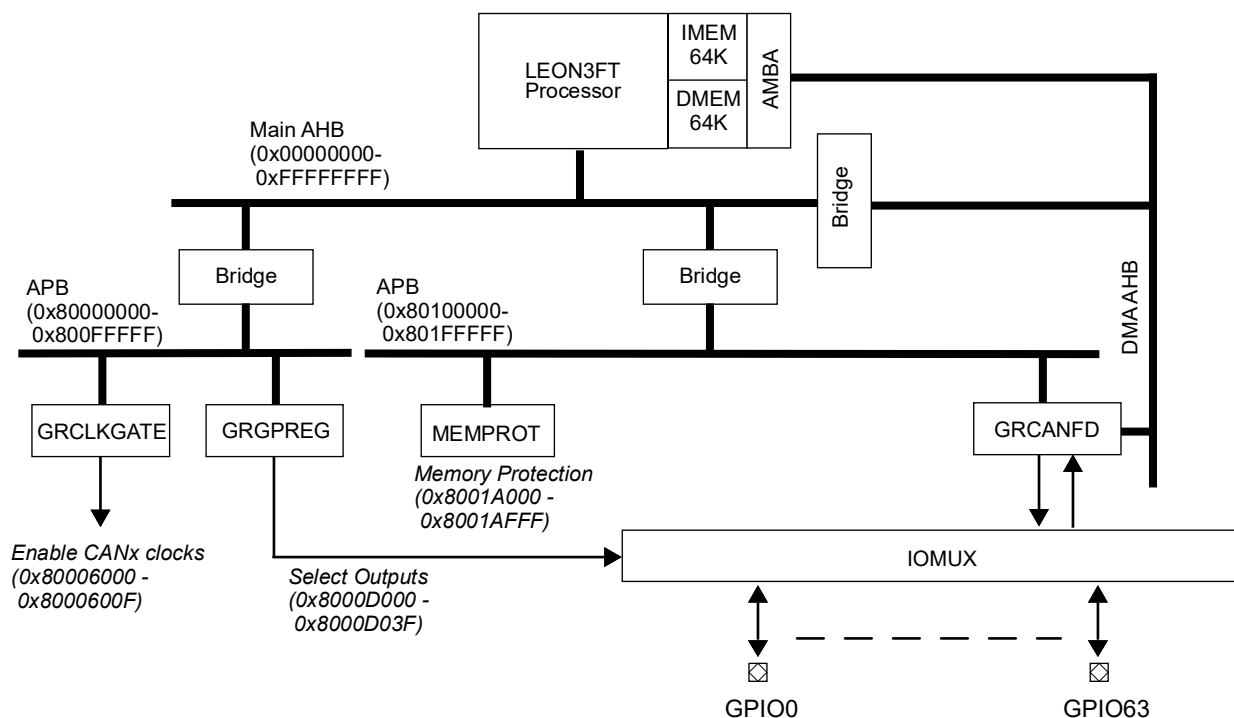 LEON3FT
Processor
IMEM
64K
DMEM
64K
AMBA
Main AHB
(0x00000000-
0xFFFFFFFF)
Bridge
Bridge
Bridge
APB
(0x80000000-
0x800FFFFF)
APB
(0x80100000-
0x801FFFFF)
DMA AHB
GRCLKGATE
GRGPREG
MEMPROT
GRCANFD
Memory Protection
(0x8001A000 -
0x8001AFFF)
Enable CANx clocks
(0x80006000 -
0x8000600F)
Select Outputs
(0x8000D000 -
0x8000D03F)
IOMUX
GPIO0
GPIO63